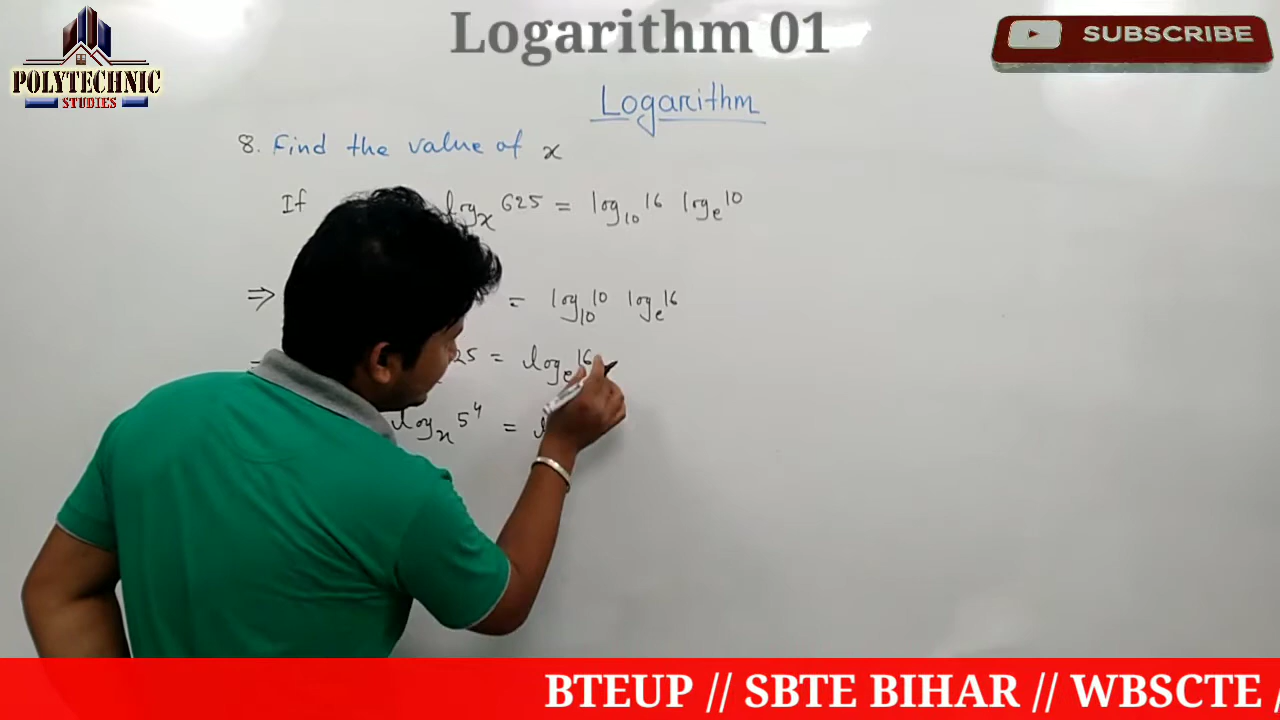 Logarithm 01
SUBSCRIBE
POLYTECHNIC
STUDIES
Logarithm
8. Find the value of x
If log_x 625 = log_10 16 log_e 10
⇒ = log_10 10 log_e 16
25 = log_e 16
log_x 5^4 =
BTEUP // SBTE BIHAR // WBSCTE /